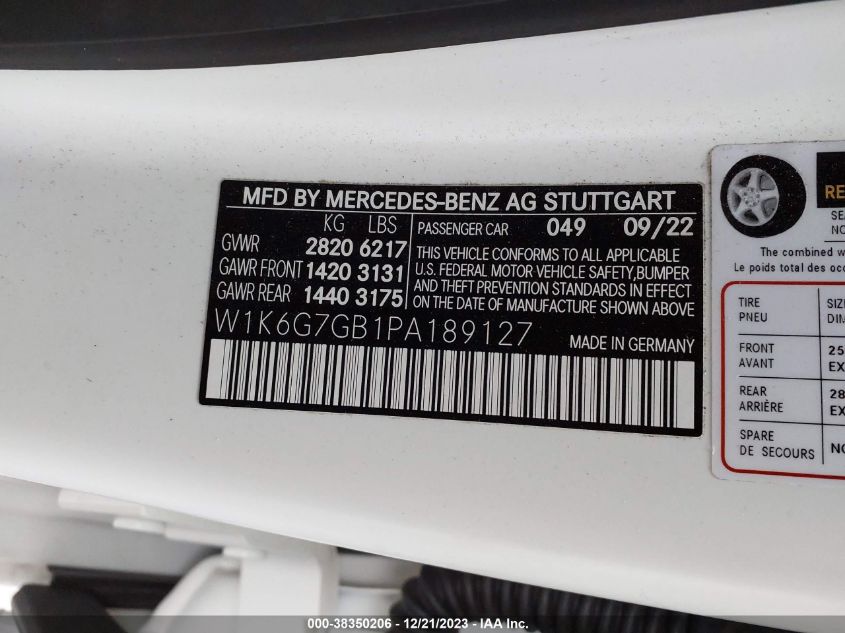 MFD BY MERCEDES-BENZ AG STUTTGART
KG LBS
GVWR 2820 6217
GAWR FRONT 1420 3131
GAWR REAR 1440 3175
PASSENGER CAR 049 09/22
THIS VEHICLE CONFORMS TO ALL APPLICABLE
U.S. FEDERAL MOTOR VEHICLE SAFETY,BUMPER
AND THEFT PREVENTION STANDARDS IN EFFECT
ON THE DATE OF MANUFACTURE SHOWN ABOVE
W1K6G7GB1PA189127
MADE IN GERMANY
The combined
Le poids total des
TIRE
PNEU
FRONT
AVANT
REAR
ARRIÈRE
SPARE
DE SECOURS
000-38350206 - 12/21/2023 - IAA Inc.